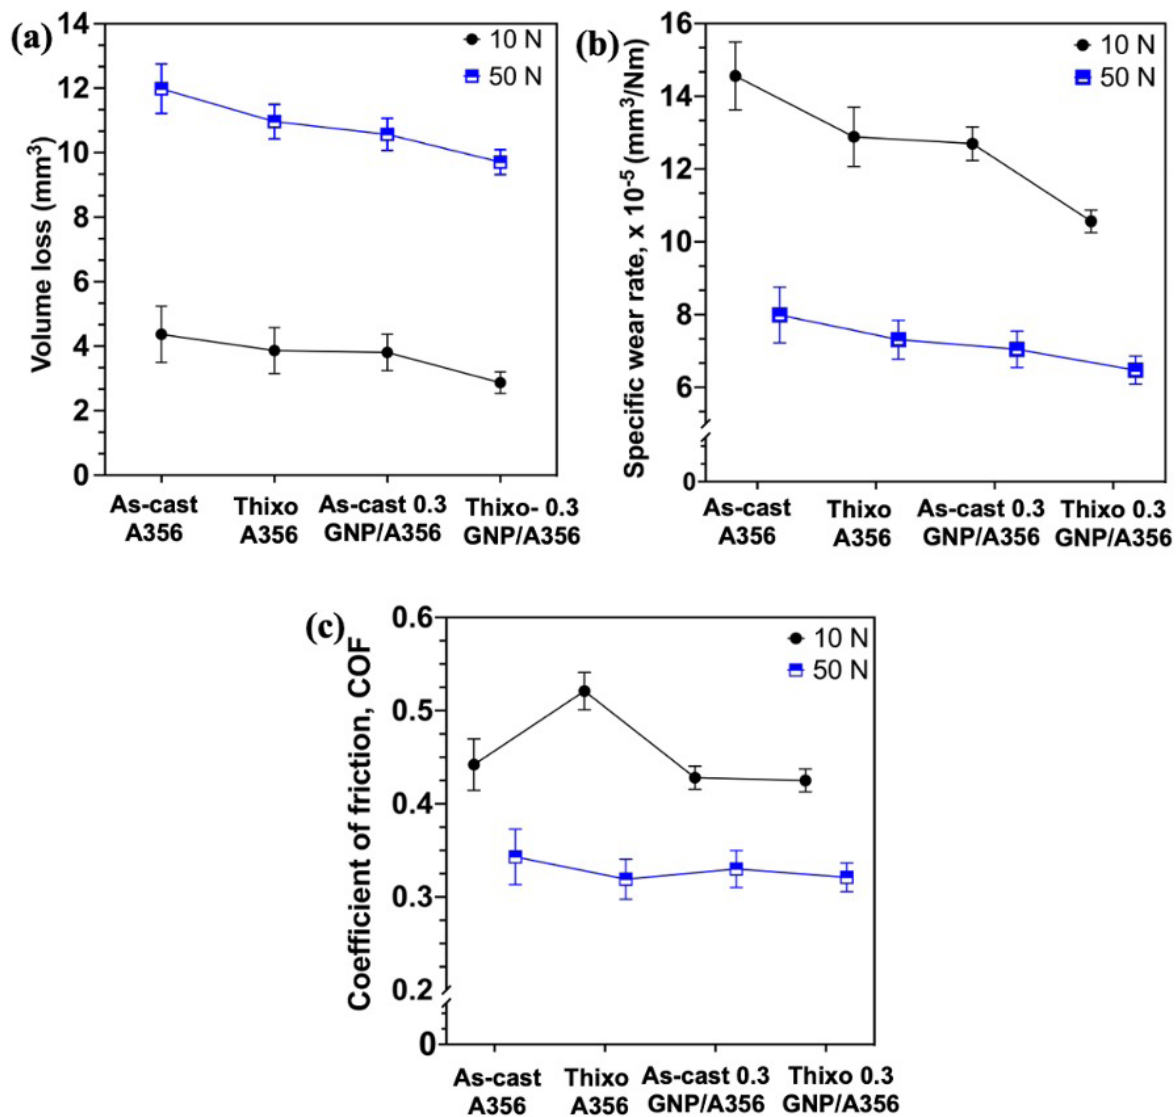 (a)
Volume loss (mm³)
14
12
10
8
6
4
2
0
10 N
50 N
As-cast A356
Thixo A356
As-cast 0.3 GNP/A356
Thixo- 0.3 GNP/A356
(b)
Specific wear rate, x 10⁻⁵ (mm³/Nm)
16
14
12
10
8
6
0
10 N
50 N
As-cast A356
Thixo A356
As-cast 0.3 GNP/A356
Thixo 0.3 GNP/A356
(c)
Coefficient of friction, COF
0.6
0.5
0.4
0.3
0.2
0
10 N
50 N
As-cast A356
Thixo A356
As-cast 0.3 GNP/A356
Thixo 0.3 GNP/A356